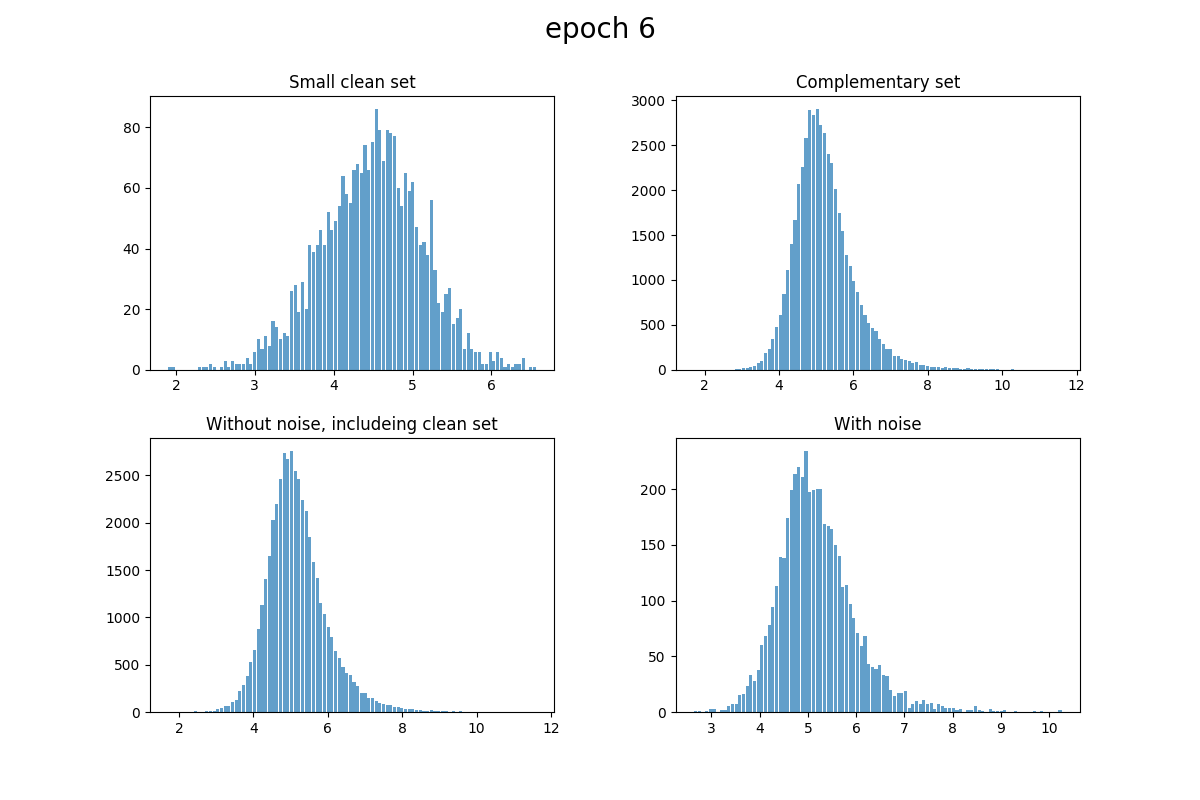 epoch 6
Small clean set
80
60
40
20
0
2 3 4 5 6
Complementary set
3000
2500
2000
1500
1000
500
0
2 4 6 8 10 12
Without noise, includeing clean set
2500
2000
1500
1000
500
0
2 4 6 8 10 12
With noise
200
150
100
50
0
3 4 5 6 7 8 9 10